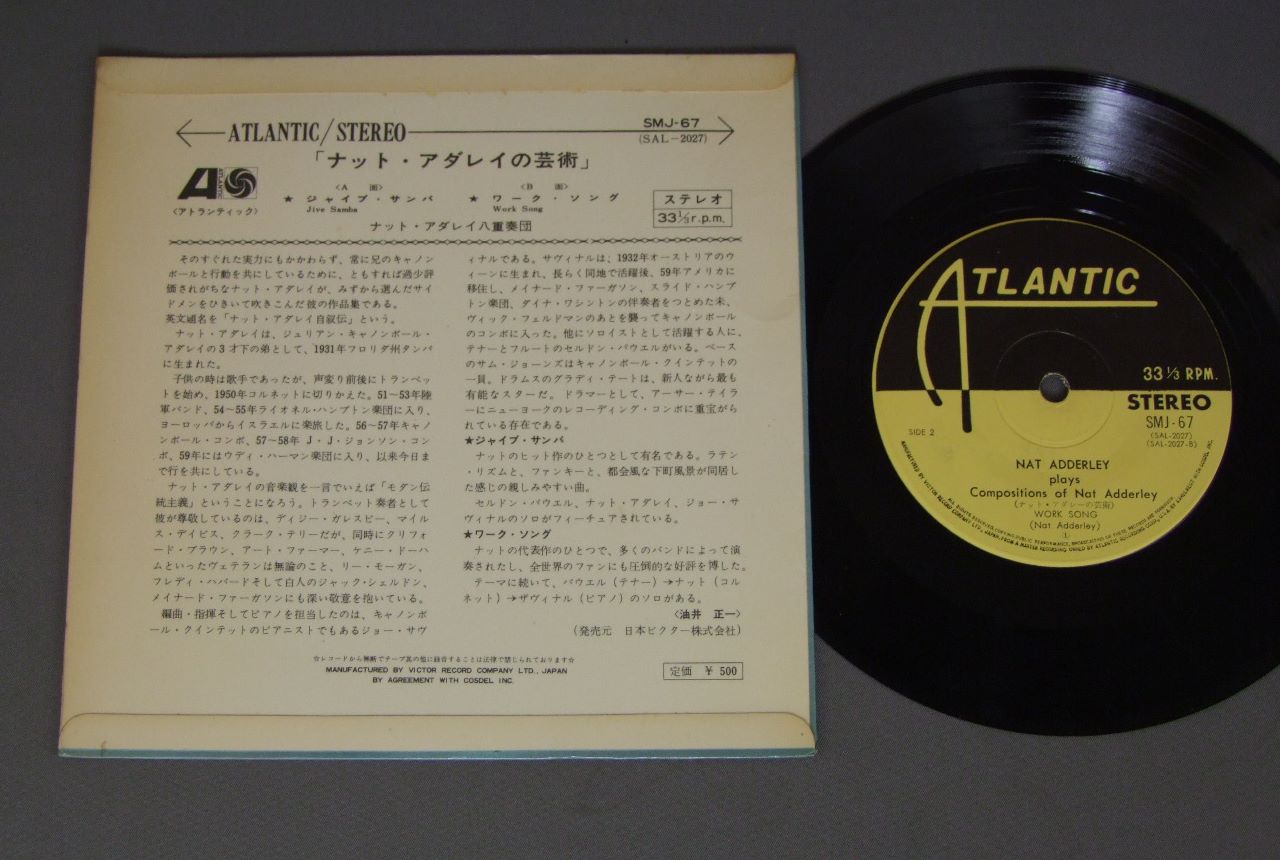 ATLANTIC/STEREO
SMJ-67
(SAL-2027)
「ナット・アダレイの芸術」
ATLANTIC
〈アトランティック〉
〈A 面〉
★ ジャイブ・サンバ
Jive Samba
〈B 面〉
★ ワーク・ソング
Work Song
ナット・アダレイ八重奏団
ステレオ
33⅓r.p.m.
そのすぐれた実力にもかかわらず、常に兄のキャノン
ボールと行動を共にしているために、ともすれば過少評
価されがちなナット・アダレイが、みずから選んだサイ
ドメンをひきいて吹きこんだ彼の作品集である。
英文題名を「ナット・アダレイ自叙伝」という。
ナット・アダレイは、ジュリアン・キャノンボール・
アダレイの3才下の弟として、1931年フロリダ州タンパ
に生まれた。
子供の時は歌手であったが、声変り前後にトランペッ
トを始め、1950年コルネットに切りかえた。51〜53年陸
軍バンド、54〜55年ライオネル・ハンプトン楽団に入り、
ヨーロッパからイスラエルに楽旅した。56〜57年キャノ
ンボール・コンボ、57〜58年 J・J・ジョンソン・コン
ボ、59年にはウディ・ハーマン楽団に入り、以来今日ま
で行を共にしている。
ナット・アダレイの音楽観を一言でいえば「モダン伝
統主義」ということになろう。トランペット奏者として
彼が尊敬しているのは、ディジー・ガレスピー、マイル
ス・デイビス、クラーク・テリーだが、同時にクリフォ
ード・ブラウン、アート・ファーマー、ケニー・ドーハ
ムといったヴェテランは無論のこと、リー・モーガン、
フレディ・ハバードそして白人のジャック・シェルドン、
メイナード・ファーガソンにも深い敬意を抱いている。
編曲・指揮そしてピアノを担当したのは、キャノンボ
ール・クインテットのピアニストでもあるジョー・サヴ
ィナルである。サヴィナルは、1932年オーストリアのウ
ィーンに生まれ、長らく同地で活躍後、59年アメリカに
移住し、メイナード・ファーガソン、スライド・ハンプ
トン楽団、ダイナ・ワシントンの伴奏者をつとめた末、
ヴィック・フェルドマンのあとを襲ってキャノンボール
のコンボに入った。他にソロイストとして活躍する人に、
テナーとフルートのセルドン・パウエルがいる。ベース
のサム・ジョーンズはキャノンボール・クインテットの
一員。ドラムスのグラディ・テートは、新人ながら最も
有能なスターだ。ドラマーとして、アーサー・テイラ
ーにニューヨークのレコーディング・コンボに重宝がら
れている存在である。
★ジャイブ・サンバ
ナットのヒット作のひとつとして有名である。ラテン
・リズムと、ファンキーと、都会風な下町風景が同居し
た感じの親しみやすい曲。
セルドン・パウエル、ナット・アダレイ、ジョー・サ
ヴィナルのソロがフィーチュアされている。
★ワーク・ソング
ナットの代表作のひとつで、多くのバンドによって演
奏されたし、全世界のファンにも圧倒的な好評を博した。
テーマに続いて、パウエル（テナー）→ナット（コル
ネット）→ザヴィナル（ピアノ）のソロがある。
〈油井 正一〉
（発売元 日本ビクター株式会社）
☆レコードから無断でテープ其の他に録音することは法律で禁じられております☆
MANUFACTURED BY VICTOR RECORD COMPANY LTD., JAPAN
BY AGREEMENT WITH COSDEL INC.
定価 ￥ 500
ATLANTIC
33 ⅓ RPM.
STEREO
SIDE 2
SMJ-67
(SAL-2027)
(SAL-2027-B)
NAT ADDERLEY
plays
Compositions of Nat Adderley
(ナット・アダレーの芸術)
WORK SONG
(Nat Adderley)